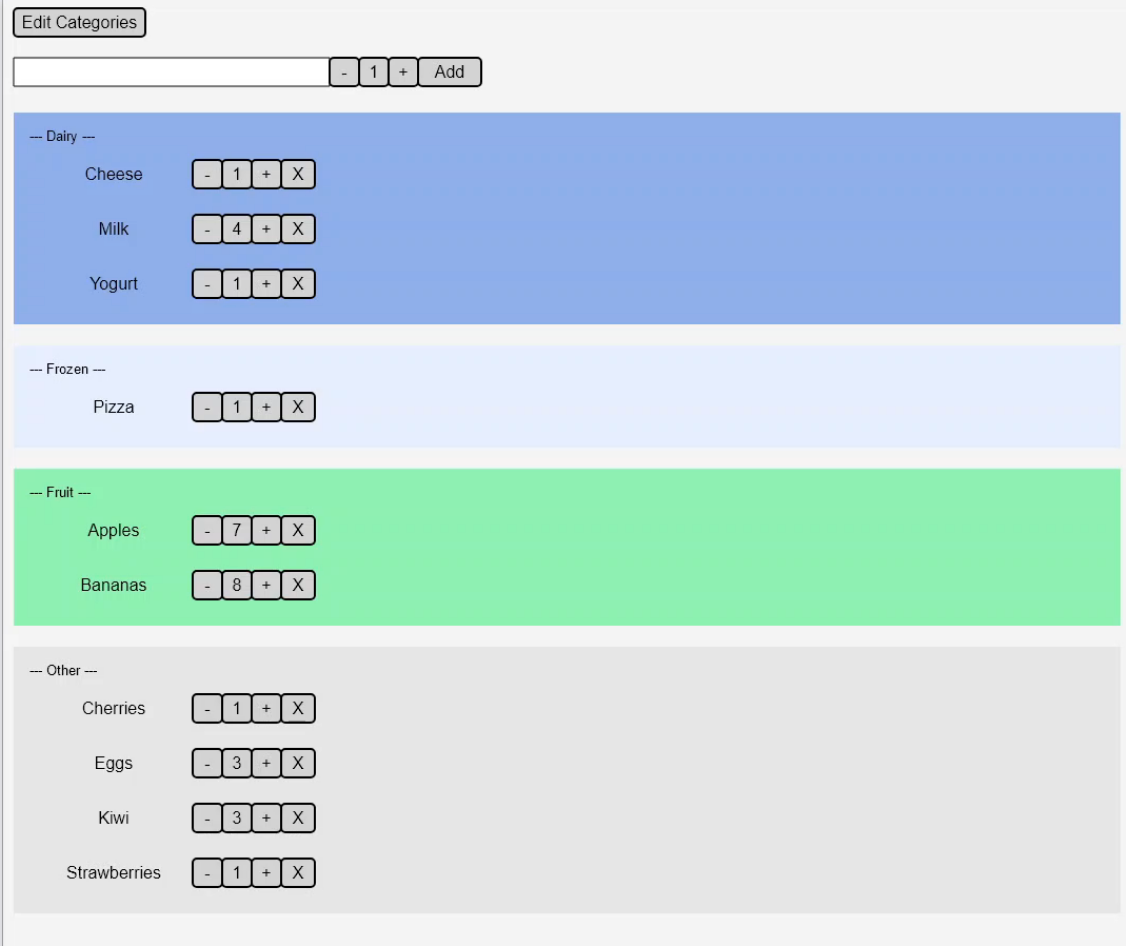 Edit Categories
- 1 + Add
--- Dairy ---
Cheese - 1 + X
Milk - 4 + X
Yogurt - 1 + X
--- Frozen ---
Pizza - 1 + X
--- Fruit ---
Apples - 7 + X
Bananas - 8 + X
--- Other ---
Cherries - 1 + X
Eggs - 3 + X
Kiwi - 3 + X
Strawberries - 1 + X